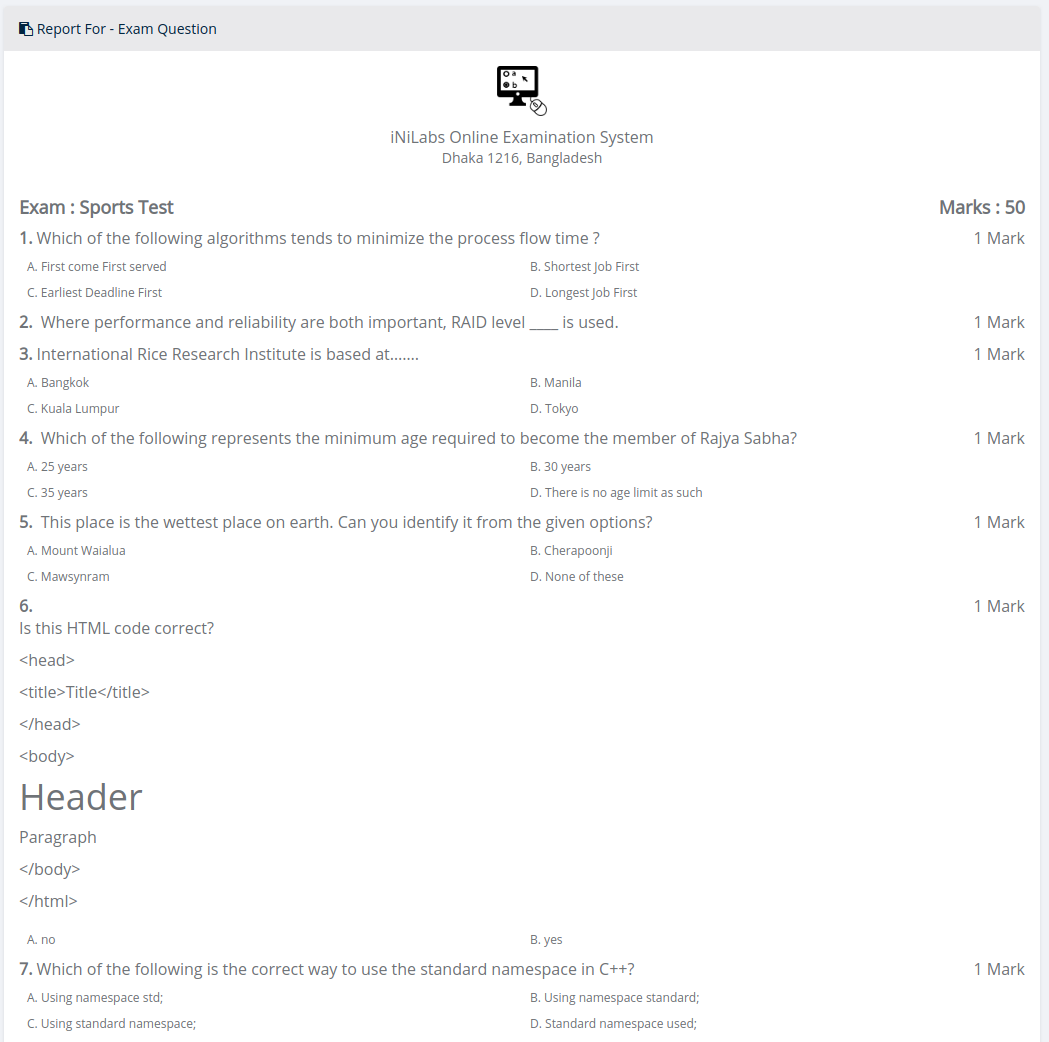 Report For - Exam Question
a
b
iNiLabs Online Examination System
Dhaka 1216, Bangladesh
Exam : Sports Test Marks : 50
1. Which of the following algorithms tends to minimize the process flow time ? 1 Mark
A. First come First served B. Shortest Job First
C. Earliest Deadline First D. Longest Job First
2. Where performance and reliability are both important, RAID level ____ is used. 1 Mark
3. International Rice Research Institute is based at....... 1 Mark
A. Bangkok B. Manila
C. Kuala Lumpur D. Tokyo
4. Which of the following represents the minimum age required to become the member of Rajya Sabha? 1 Mark
A. 25 years B. 30 years
C. 35 years D. There is no age limit as such
5. This place is the wettest place on earth. Can you identify it from the given options? 1 Mark
A. Mount Waialua B. Cherapoonji
C. Mawsynram D. None of these
6. 1 Mark
Is this HTML code correct?
<head>
<title>Title</title>
</head>
<body>
Header
Paragraph
</body>
</html>
A. no B. yes
7. Which of the following is the correct way to use the standard namespace in C++? 1 Mark
A. Using namespace std; B. Using namespace standard;
C. Using standard namespace; D. Standard namespace used;